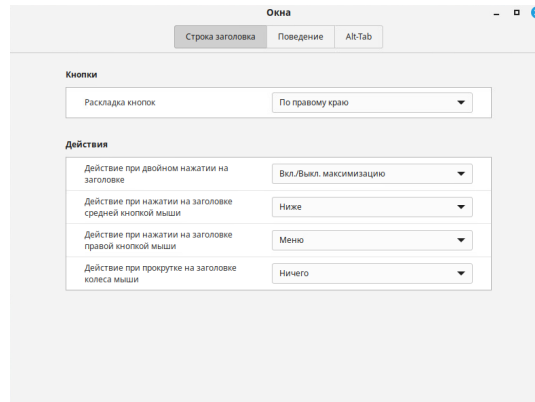 Окна
Строка заголовка
Поведение
Alt-Tab
Кнопки
Раскладка кнопок
По правому краю
Действия
Действие при двойном нажатии на
заголовке
Вкл./Выкл. максимизацию
Действие при нажатии на заголовке
средней кнопкой мыши
Ниже
Действие при нажатии на заголовке
правой кнопкой мыши
Меню
Действие при прокрутке на заголовке
колеса мыши
Ничего